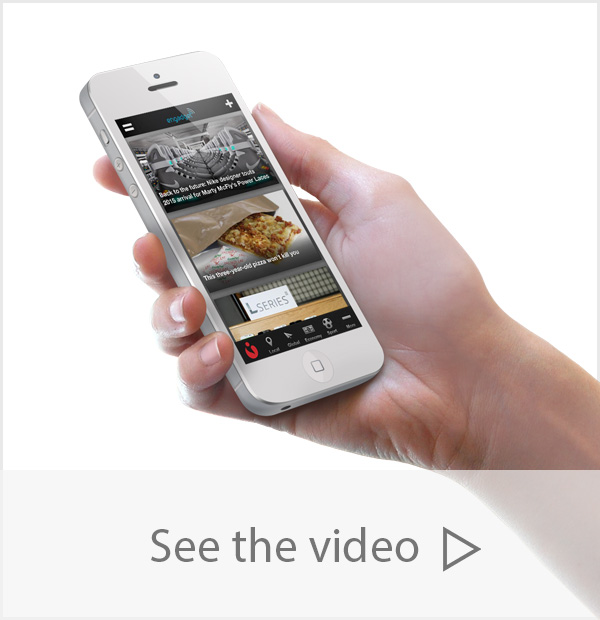 engadget
Back to the future: Nike designer touts
2015 arrival for Marty McFly's Power Laces
This three-year-old pizza won't kill you
L SERIES
Local
Global
Economy
Sport
More
See the video